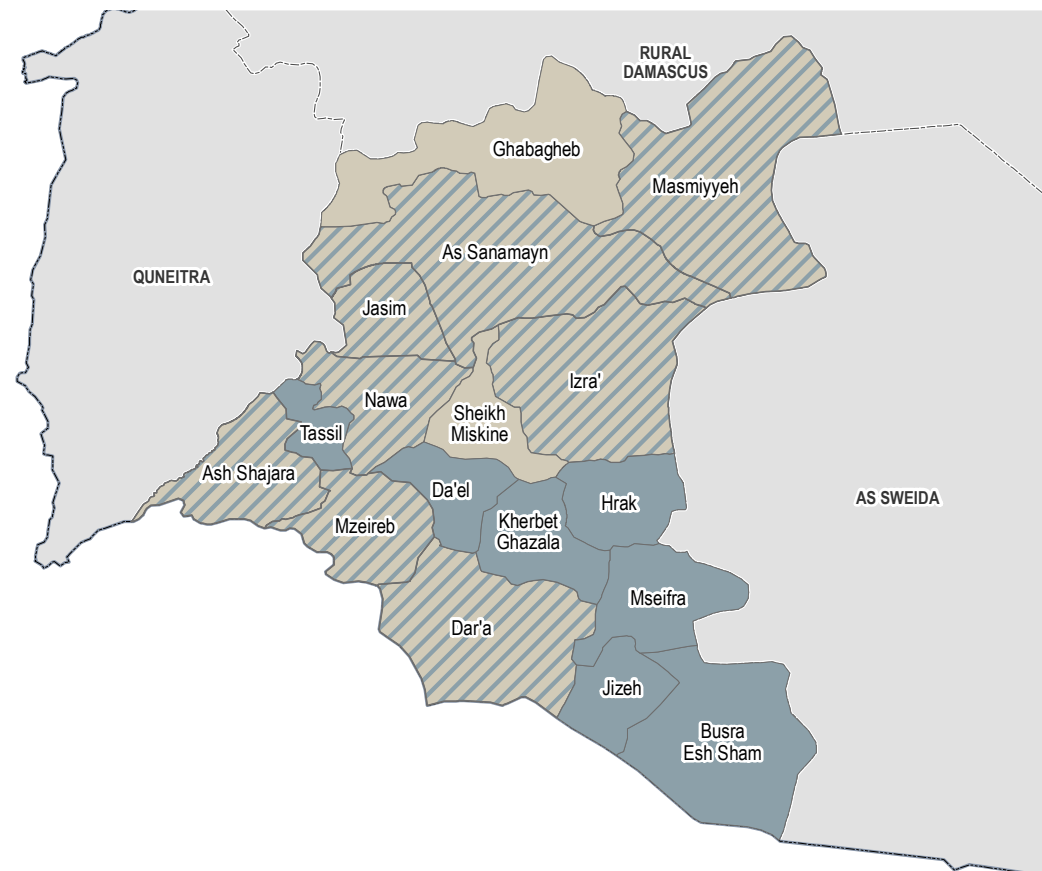 RURAL
DAMASCUS
Ghabagheb
Masmiyyeh
As Sanamayn
QUNEITRA
Jasim
Izra'
Nawa
Sheikh
Miskine
Tassil
Ash Shajara
Da'el
Hrak
AS SWEIDA
Kherbet
Ghazala
Mzeireb
Mseifra
Dar'a
Jizeh
Busra
Esh Sham